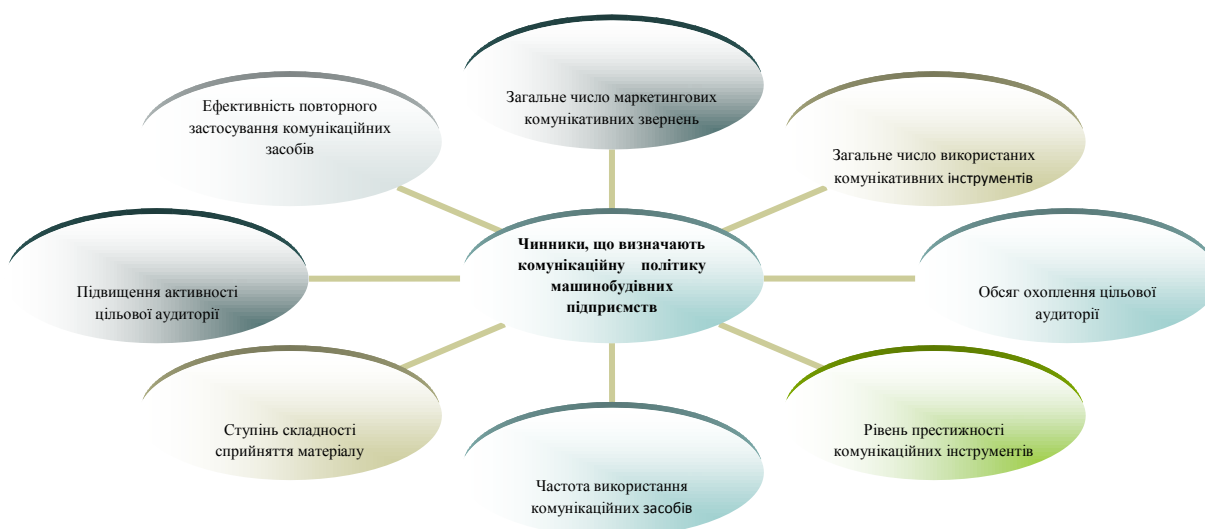 Загальне число маркетингових
комунікативних звернень
Ефективність повторного
застосування комунікаційних
засобів
Загальне число використаних
комунікативних інструментів
Чинники, що визначають
комунікаційну політику
машинобудівних
підприємств
Підвищення активності
цільової аудиторії
Обсяг охоплення цільової
аудиторії
Ступінь складності
сприйняття матеріалу
Рівень престижності
комунікаційних інструментів
Частота використання
комунікаційних засобів